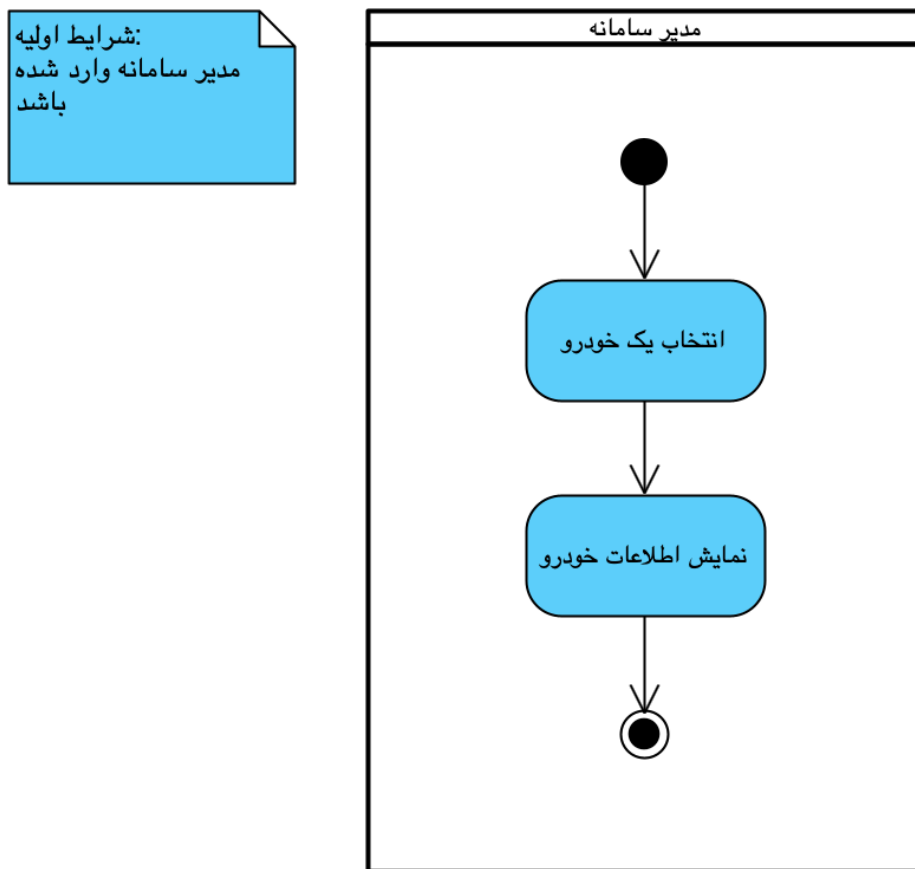 شرایط اولیه:
مدیر سامانه وارد شده
باشد
مدیر سامانه
انتخاب یک خودرو
نمایش اطلاعات خودرو